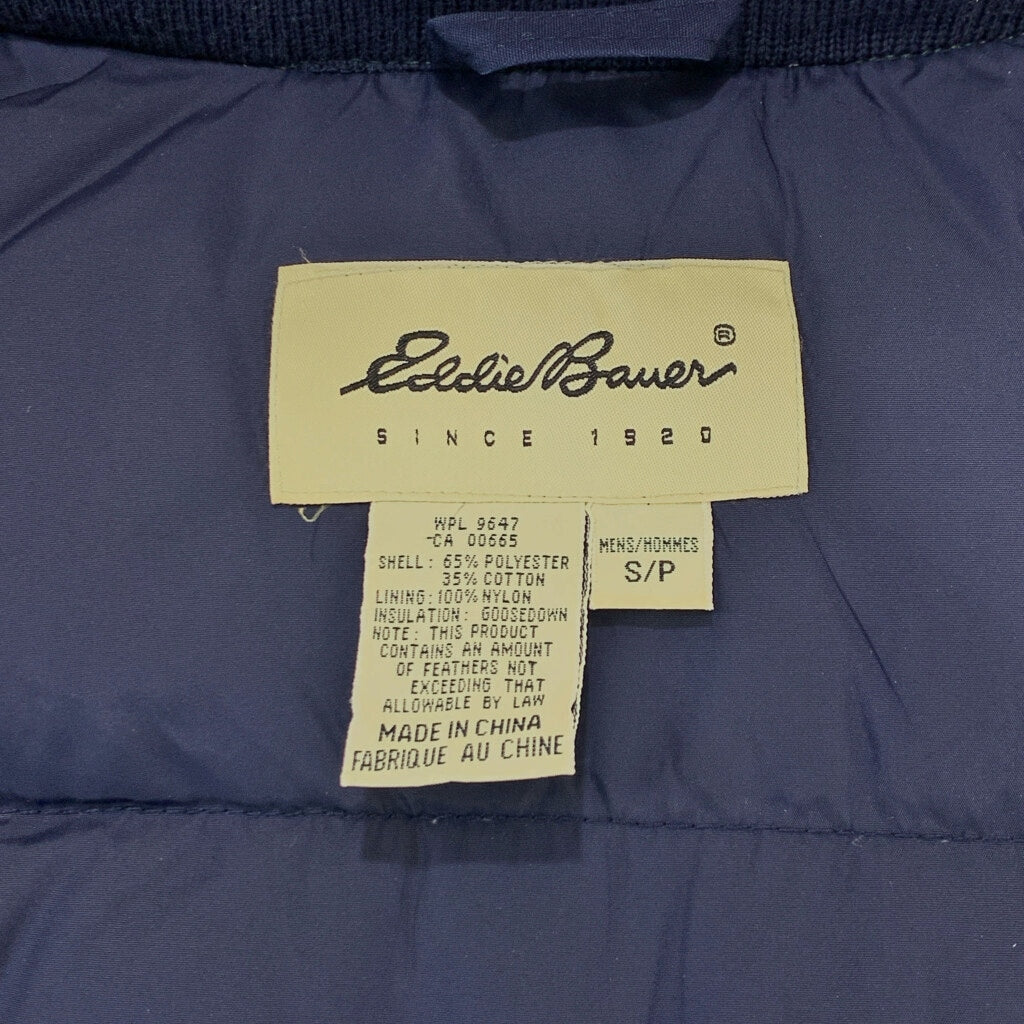 Eddie Bauer®
SINCE 1920
WPL 9647
CA 00665
SHELL: 65% POLYESTER
35% COTTON
LINING: 100% NYLON
INSULATION: GOOSEDOWN
NOTE: THIS PRODUCT
CONTAINS AN AMOUNT
OF FEATHERS NOT
EXCEEDING THAT
ALLOWABLE BY LAW
MADE IN CHINA
FABRIQUE AU CHINE
MENS/HOMMES
S/P